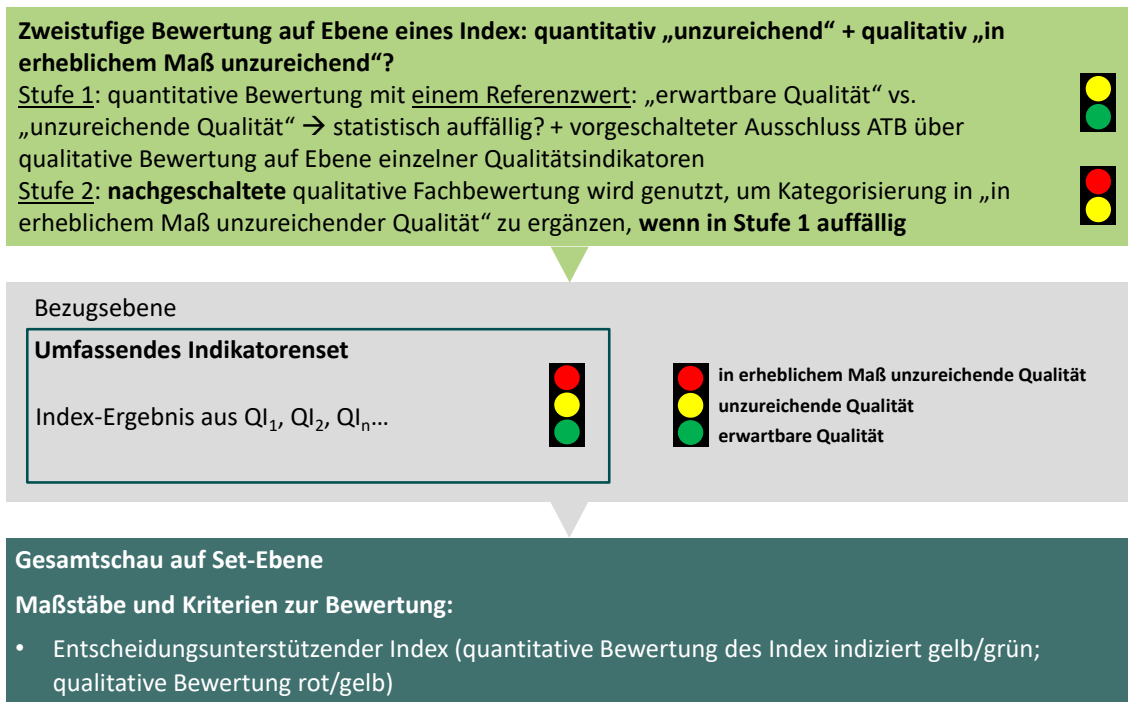 Zweistufige Bewertung auf Ebene eines Index: quantitativ „unzureichend“ + qualitativ „in
erheblichem Maß unzureichend“?
Stufe 1: quantitative Bewertung mit einem Referenzwert: „erwartbare Qualität“ vs.
„unzureichende Qualität“ → statistisch auffällig? + vorgeschalteter Ausschluss ATB über
qualitative Bewertung auf Ebene einzelner Qualitätsindikatoren
Stufe 2: nachgeschaltete qualitative Fachbewertung wird genutzt, um Kategorisierung in „in
erheblichem Maß unzureichender Qualität“ zu ergänzen, wenn in Stufe 1 auffällig
Bezugsebene
Umfassendes Indikatorenset
Index-Ergebnis aus QI₁, QI₂, QIₙ…
in erheblichem Maß unzureichende Qualität
unzureichende Qualität
erwartbare Qualität
Gesamtschau auf Set-Ebene
Maßstäbe und Kriterien zur Bewertung:
• Entscheidungsunterstützender Index (quantitative Bewertung des Index indiziert gelb/grün;
qualitative Bewertung rot/gelb)